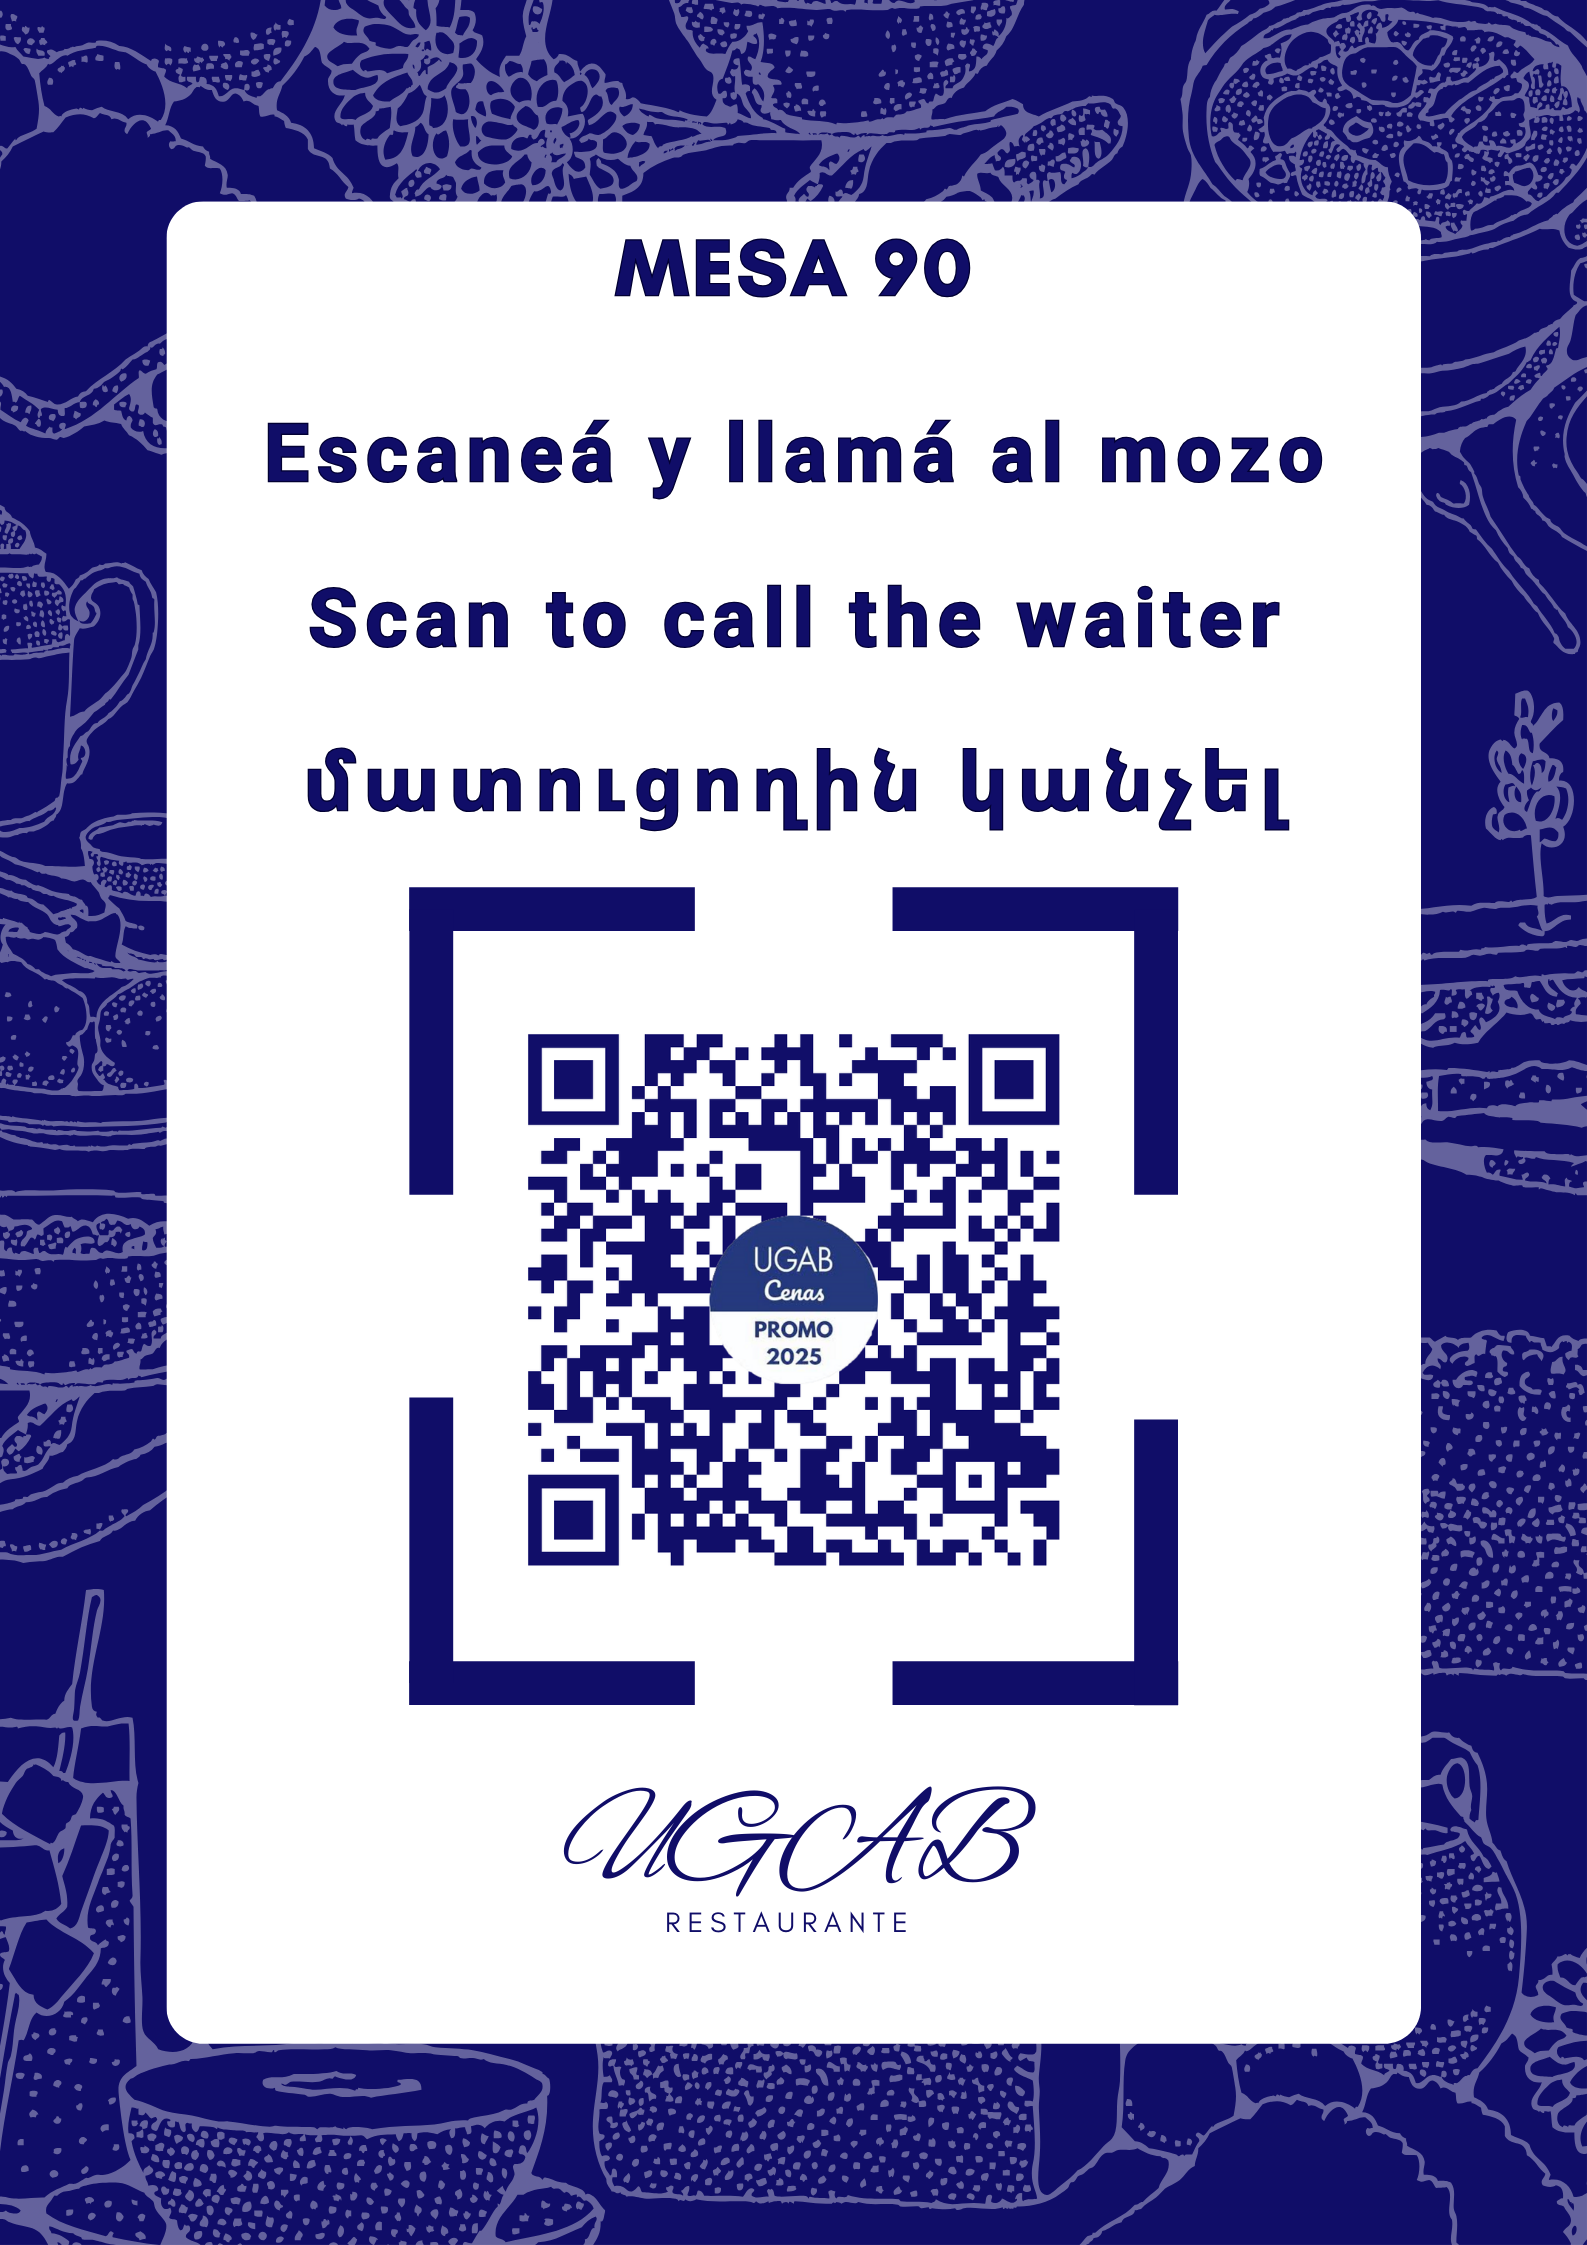 MESA 90
Escaneá y llamá al mozo
Scan to call the waiter
մատուցողին կանչել
UGAB
Cenas
PROMO
2025
UGAB
RESTAURANTE